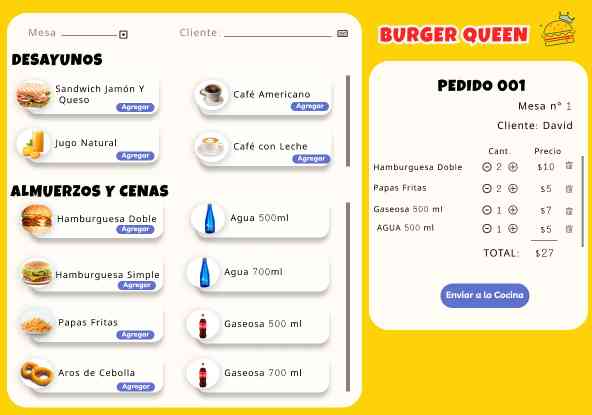 Mesa
Cliente
DESAYUNOS
Sandwich Jamón Y
Queso
Agregar
Café Americano
Agregar
Jugo Natural
Agregar
Café con Leche
Agregar
ALMUERZOS Y CENAS
Hamburguesa Doble
Agregar
Agua 500ml
Hamburguesa Simple
Agregar
Agua 700ml
Papas Fritas
Agregar
Gaseosa 500 ml
Aros de Cebolla
Agregar
Gaseosa 700 ml
BURGER QUEEN
PEDIDO 001
Mesa n° 1
Cliente: David
Cant. Precio
Hamburguesa Doble 2 $10
Papas Fritas 2 $5
Gaseosa 500 ml 1 $7
AGUA 500 ml 1 $5
TOTAL: $27
Enviar a la Cocina